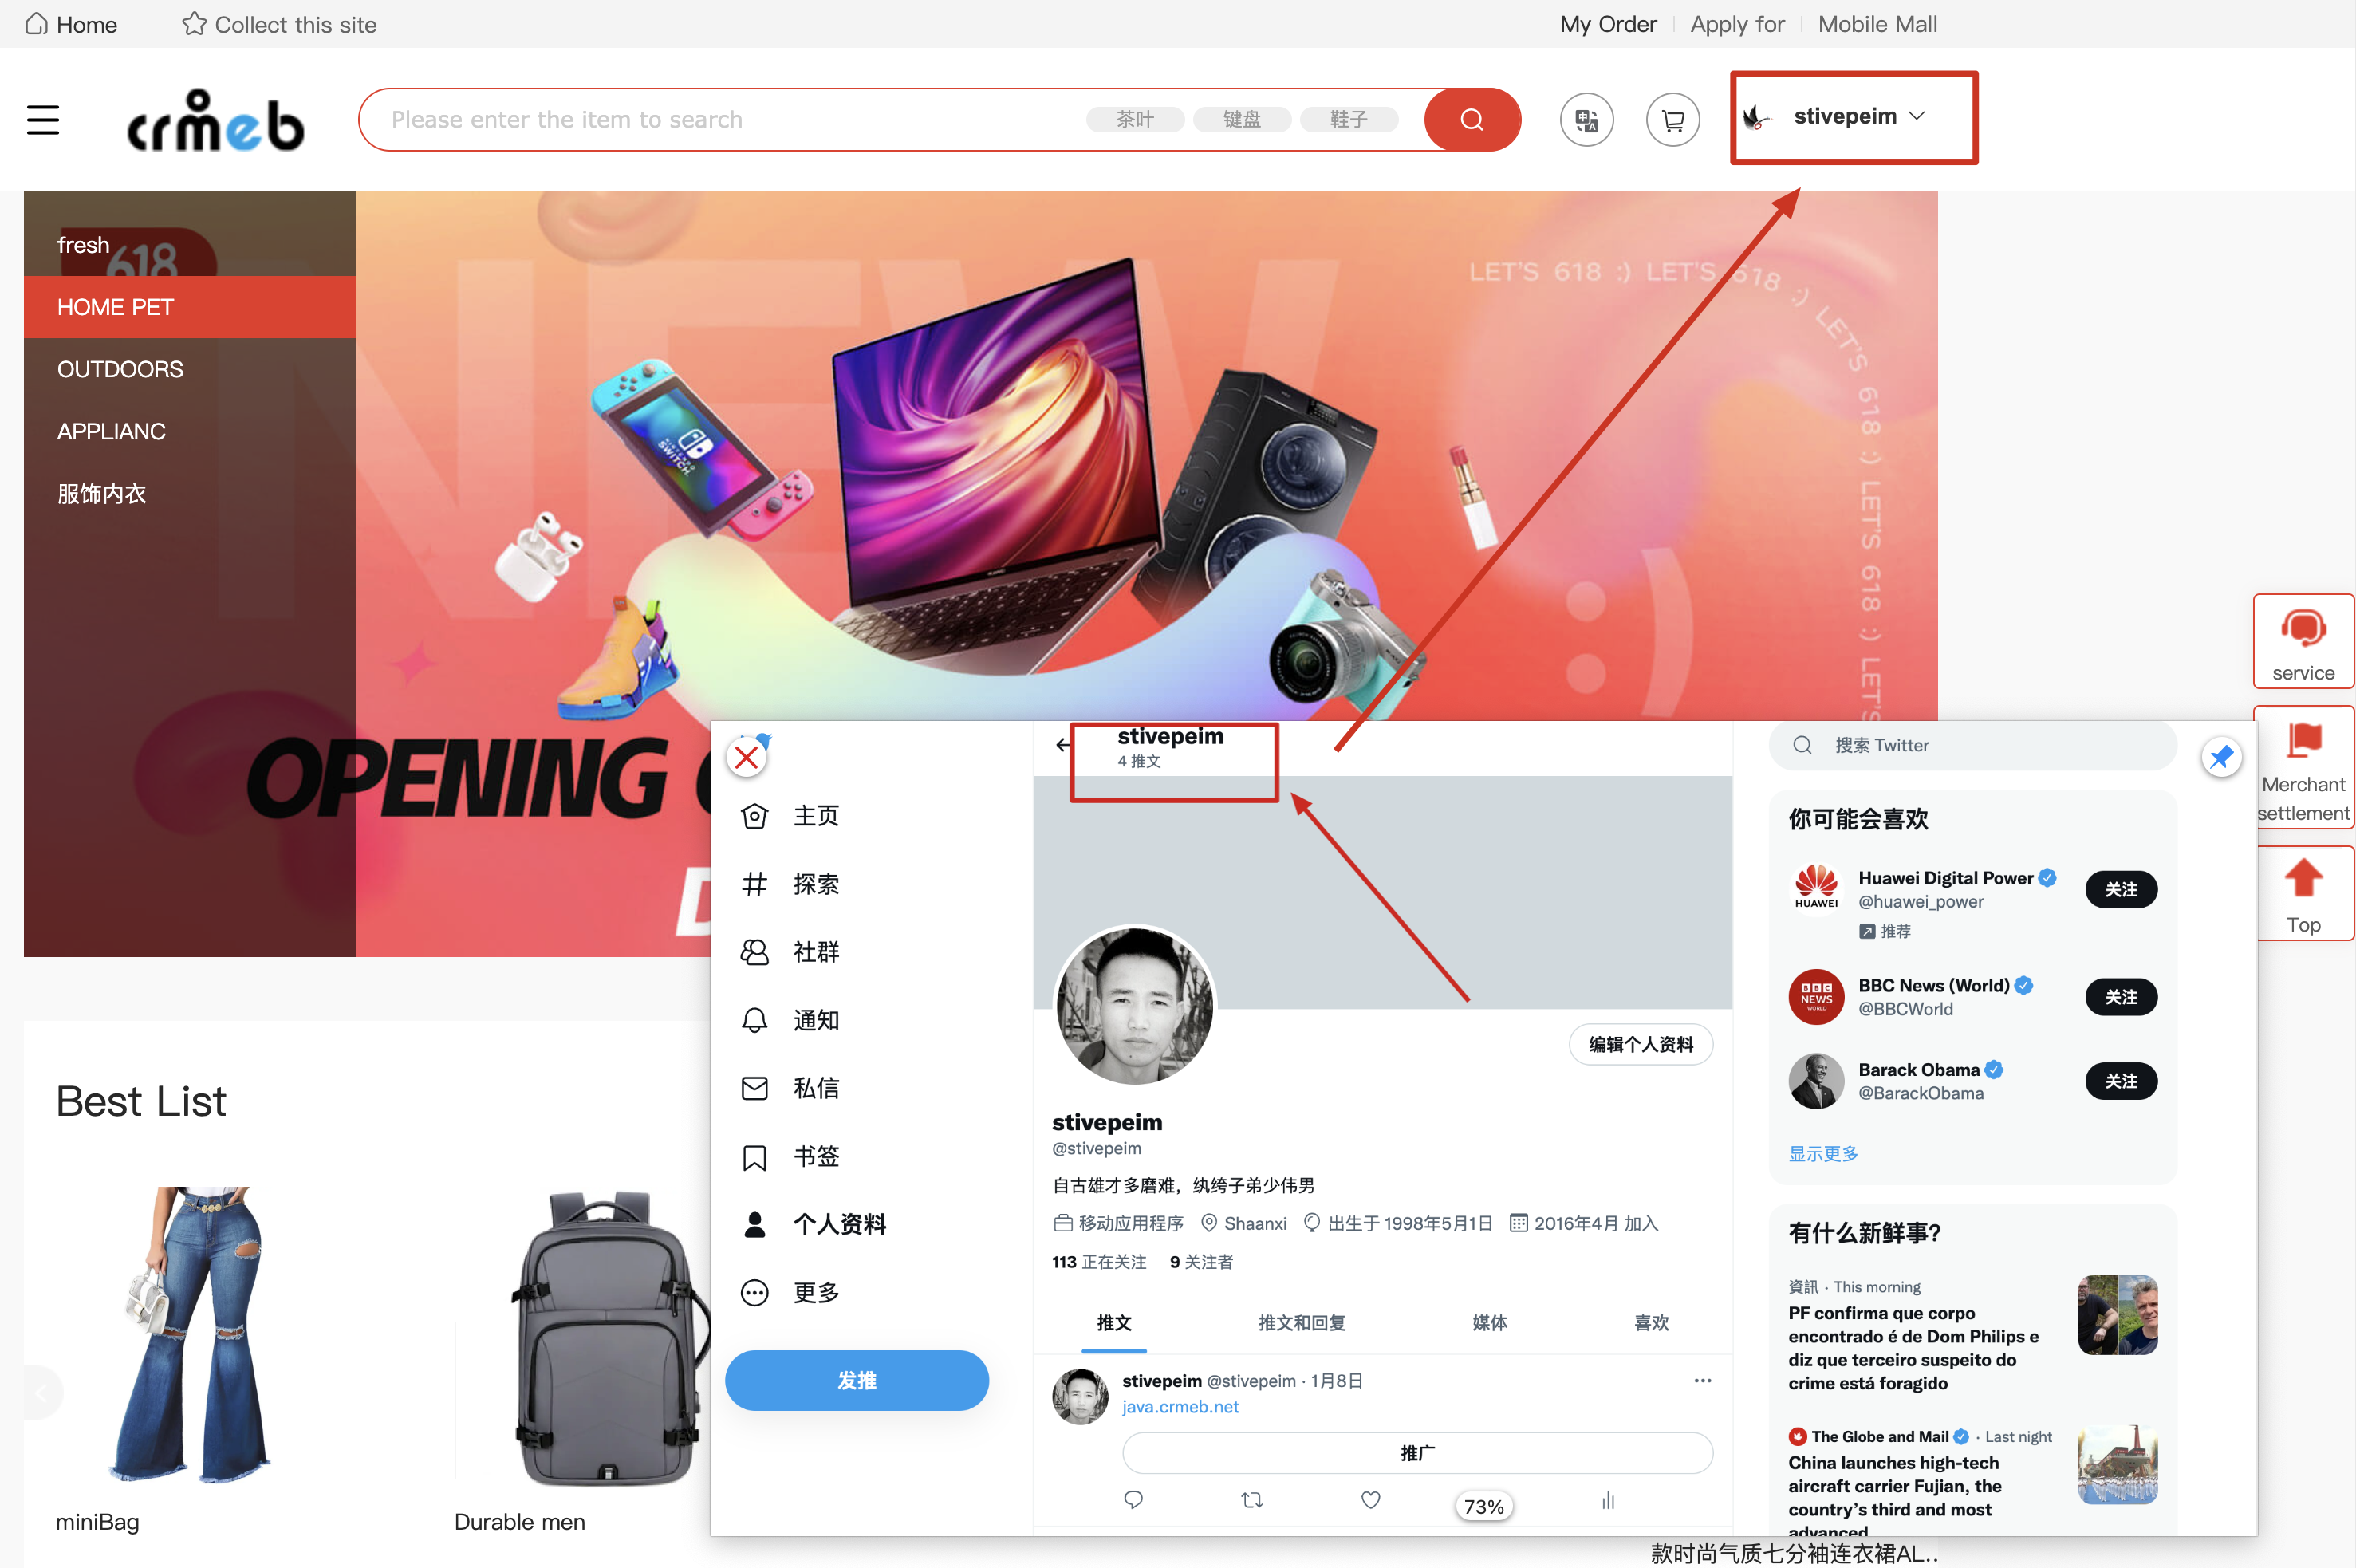 Home
Collect this site
My Order
Apply for
Mobile Mall
crmeb
Please enter the item to search
茶叶
键盘
鞋子
stivepeim
fresh
618
HOME PET
OUTDOORS
APPLIANC
服饰内衣
NEW
LET'S 618 :) LET'S 618 :) LET'S 618 :) LET'S 618 :) LET'S
NINTENDO
SWITCH
OPENING
service
Merchant
settlement
Top
Best List
miniBag
Durable men
款时尚气质七分袖连衣裙AL..
主页
探索
社群
通知
私信
书签
个人资料
更多
发推
stivepeim
4 推文
编辑个人资料
stivepeim
@stivepeim
自古雄才多磨难，纨绔子弟少伟男
移动应用程序 Shaanxi 出生于 1998年5月1日 2016年4月 加入
113 正在关注 9 关注者
推文
推文和回复
媒体
喜欢
stivepeim @stivepeim · 1月8日
java.crmeb.net
推广
73%
搜索 Twitter
你可能会喜欢
HUAWEI
Huawei Digital Power
@huawei_power
推荐
关注
BBC
NEWS
WORLD
BBC News (World)
@BBCWorld
关注
Barack Obama
@BarackObama
关注
显示更多
有什么新鲜事？
資訊 · This morning
PF confirma que corpo
encontrado é de Dom Philips e
diz que terceiro suspeito do
crime está foragido
The Globe and Mail · Last night
China launches high-tech
aircraft carrier Fujian, the
country's third and most
advanced